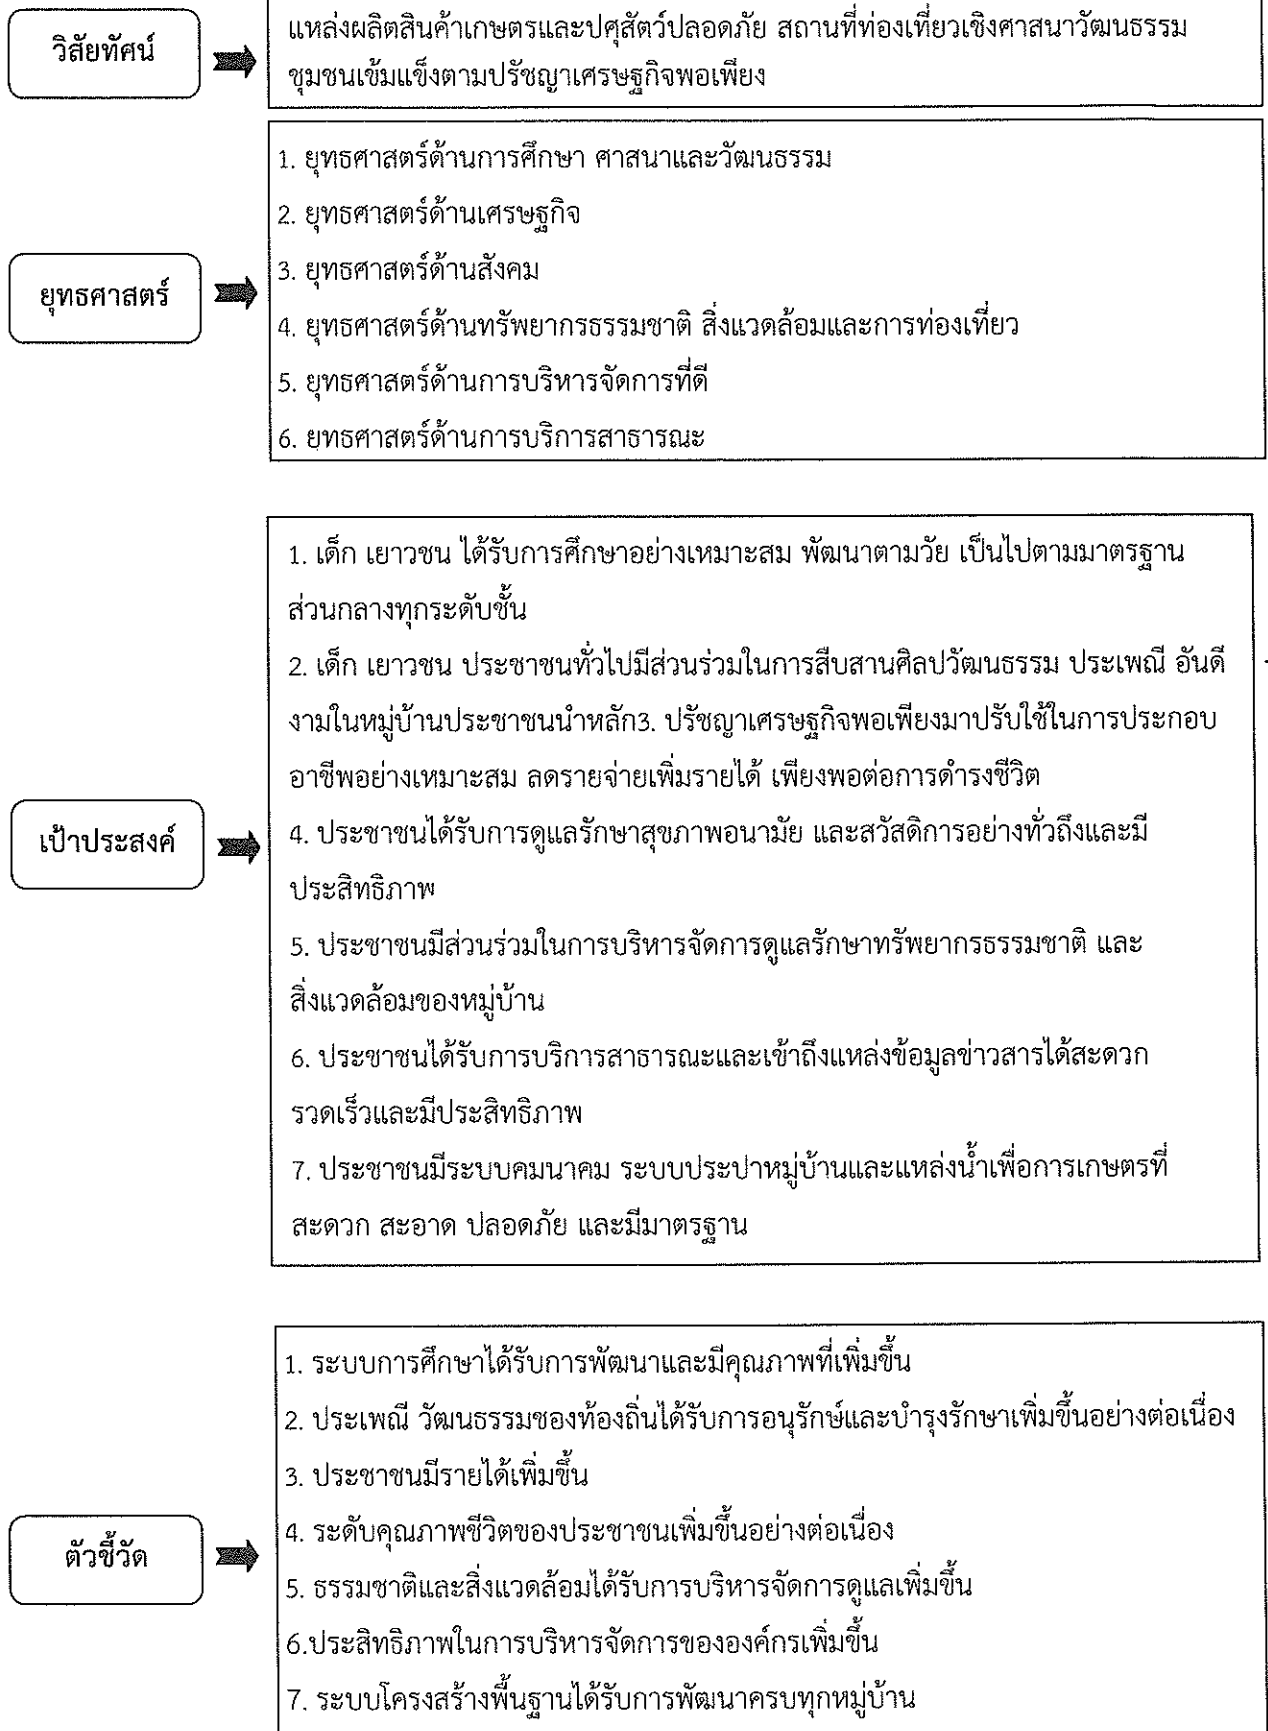 วิสัยทัศน์
แหล่งผลิตสินค้าเกษตรและปศุสัตว์ปลอดภัย สถานที่ท่องเที่ยวเชิงศาสนาวัฒนธรรม
ชุมชนเข้มแข็งตามปรัชญาเศรษฐกิจพอเพียง
ยุทธศาสตร์
1. ยุทธศาสตร์ด้านการศึกษา ศาสนาและวัฒนธรรม
2. ยุทธศาสตร์ด้านเศรษฐกิจ
3. ยุทธศาสตร์ด้านสังคม
4. ยุทธศาสตร์ด้านทรัพยากรธรรมชาติ สิ่งแวดล้อมและการท่องเที่ยว
5. ยุทธศาสตร์ด้านการบริหารจัดการที่ดี
6. ยุทธศาสตร์ด้านการบริการสาธารณะ
เป้าประสงค์
1. เด็ก เยาวชน ได้รับการศึกษาอย่างเหมาะสม พัฒนาตามวัย เป็นไปตามมาตรฐาน
ส่วนกลางทุกระดับชั้น
2. เด็ก เยาวชน ประชาชนทั่วไปมีส่วนร่วมในการสืบสานศิลปวัฒนธรรม ประเพณี อันดี
งามในหมู่บ้านประชาชนนำหลัก3. ปรัชญาเศรษฐกิจพอเพียงมาปรับใช้ในการประกอบ
อาชีพอย่างเหมาะสม ลดรายจ่ายเพิ่มรายได้ เพียงพอต่อการดำรงชีวิต
4. ประชาชนได้รับการดูแลรักษาสุขภาพอนามัย และสวัสดิการอย่างทั่วถึงและมี
ประสิทธิภาพ
5. ประชาชนมีส่วนร่วมในการบริหารจัดการดูแลรักษาทรัพยากรธรรมชาติ และ
สิ่งแวดล้อมของหมู่บ้าน
6. ประชาชนได้รับการบริการสาธารณะและเข้าถึงแหล่งข้อมูลข่าวสารได้สะดวก
รวดเร็วและมีประสิทธิภาพ
7. ประชาชนมีระบบคมนาคม ระบบประปาหมู่บ้านและแหล่งน้ำเพื่อการเกษตรที่
สะดวก สะอาด ปลอดภัย และมีมาตรฐาน
ตัวชี้วัด
1. ระบบการศึกษาได้รับการพัฒนาและมีคุณภาพที่เพิ่มขึ้น
2. ประเพณี วัฒนธรรมของท้องถิ่นได้รับการอนุรักษ์และบำรุงรักษาเพิ่มขึ้นอย่างต่อเนื่อง
3. ประชาชนมีรายได้เพิ่มขึ้น
4. ระดับคุณภาพชีวิตของประชาชนเพิ่มขึ้นอย่างต่อเนื่อง
5. ธรรมชาติและสิ่งแวดล้อมได้รับการบริหารจัดการดูแลเพิ่มขึ้น
6.ประสิทธิภาพในการบริหารจัดการขององค์กรเพิ่มขึ้น
7. ระบบโครงสร้างพื้นฐานได้รับการพัฒนาครบทุกหมู่บ้าน